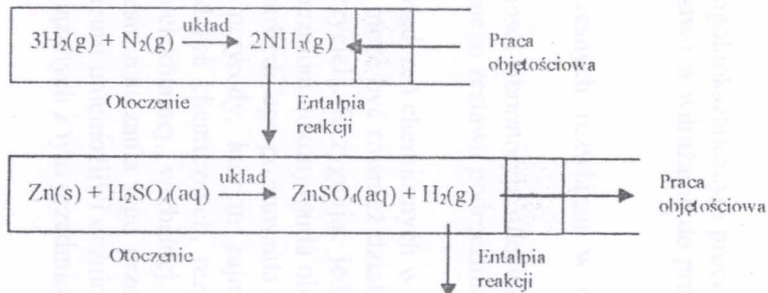 układ
3H₂(g) + N₂(g) → 2NH₃(g)
Praca
objętościowa
Otoczenie
Entalpia
reakcji
układ
Zn(s) + H₂SO₄(aq) → ZnSO₄(aq) + H₂(g)
Praca
objętościowa
Otoczenie
Entalpia
reakcji